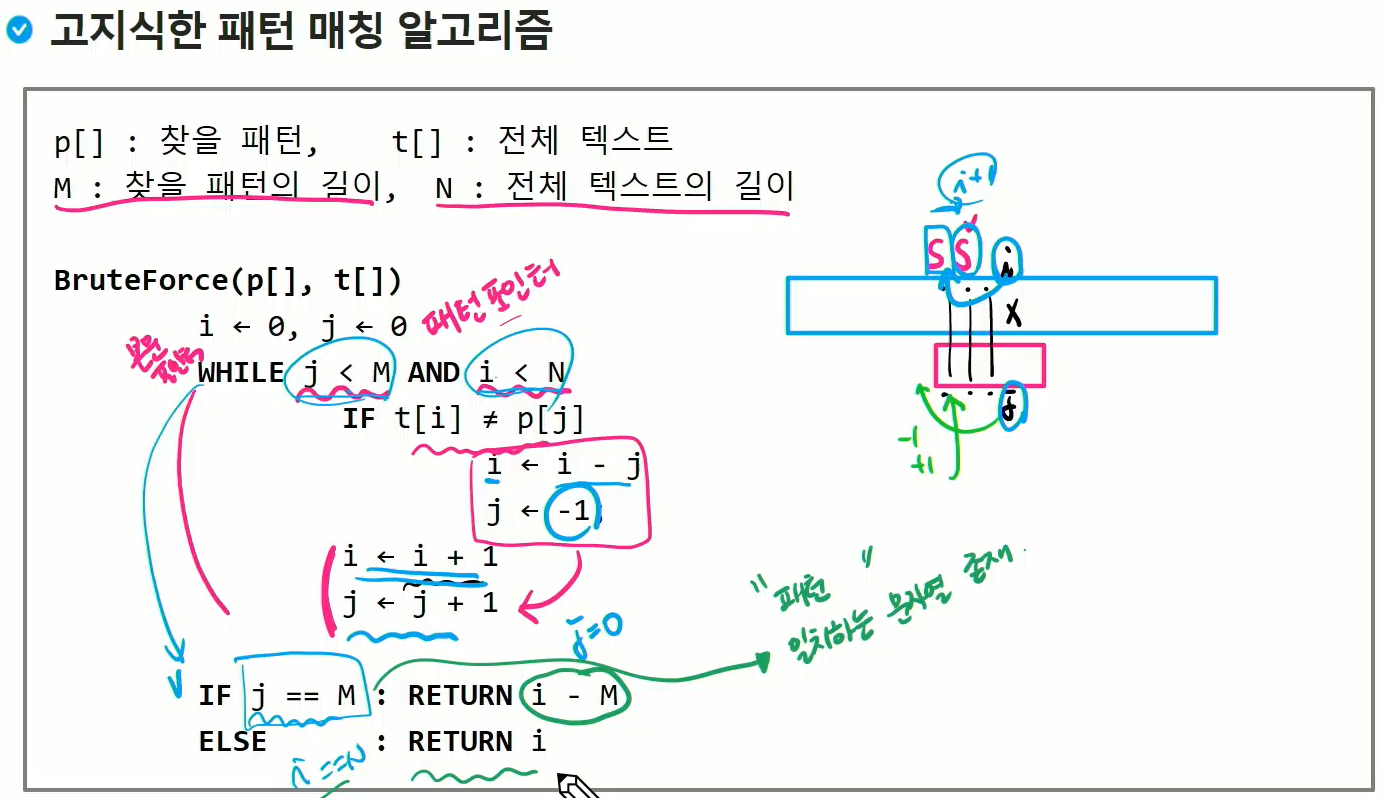 고지식한 패턴 매칭 알고리즘
p[] : 찾을 패턴, t[] : 전체 텍스트
M : 찾을 패턴의 길이, N : 전체 텍스트의 길이
i+1
S S i
BruteForce(p[], t[])
패턴 포인터
i ← 0, j ← 0
X
WHILE j < M AND i < N
j
IF t[i] ≠ p[j]
-1
+1
i ← i - j
j ← -1;
i ← i + 1
j ← j + 1
j=0
"패턴"
일치하는 문자열 존재
IF j == M : RETURN i - M
ELSE : RETURN i
i==N